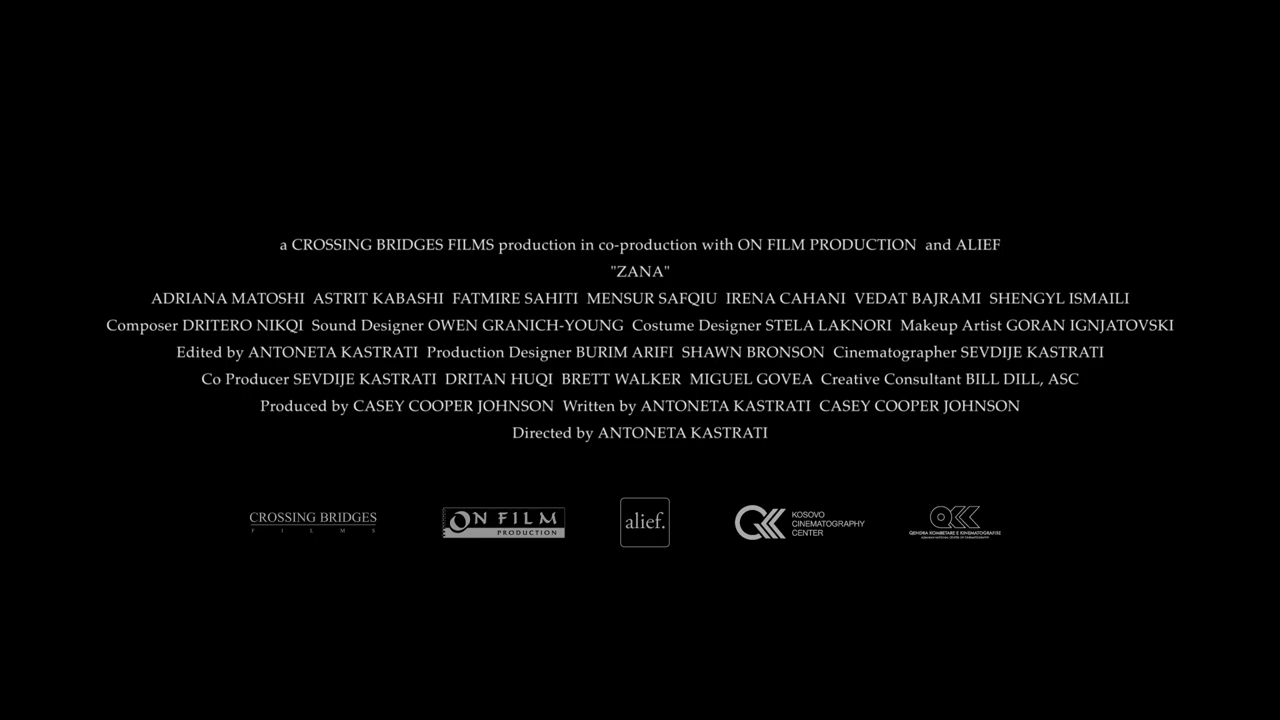 a CROSSING BRIDGES FILMS production in co-production with ON FILM PRODUCTION and ALIEF
"ZANA"
ADRIANA MATOSHI ASTRIT KABASHI FATMIRE SAHITI MENSUR SAFQIU IRENA CAHANI VEDAT BAJRAMI SHENGYL ISMAILI
Composer DRITERO NIKQI Sound Designer OWEN GRANICH-YOUNG Costume Designer STELA LAKNORI Makeup Artist GORAN IGNJATOVSKI
Edited by ANTONETA KASTRATI Production Designer BURIM ARIFI SHAWN BRONSON Cinematographer SEVDIJE KASTRATI
Co Producer SEVDIJE KASTRATI DRITAN HUQI BRETT WALKER MIGUEL GOVEA Creative Consultant BILL DILL, ASC
Produced by CASEY COOPER JOHNSON Written by ANTONETA KASTRATI CASEY COOPER JOHNSON
Directed by ANTONETA KASTRATI
CROSSING BRIDGES
FILMS
ON FILM
PRODUCTION
alief.
KOSOVO
CINEMATOGRAPHY
CENTER
QENDRA KOMBETARE E KINEMATOGRAFISE